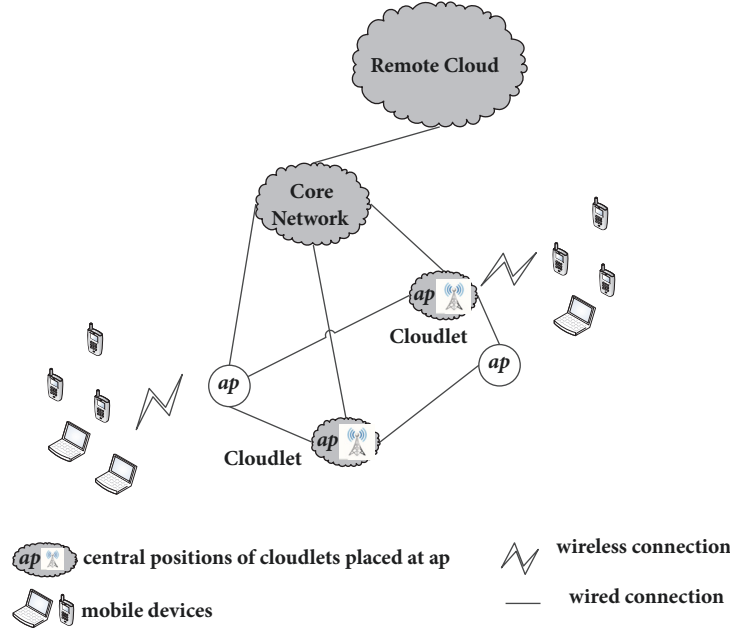 Remote Cloud
Core
Network
ap
Cloudlet
ap
ap
ap
Cloudlet
ap central positions of cloudlets placed at ap
wireless connection
mobile devices
wired connection